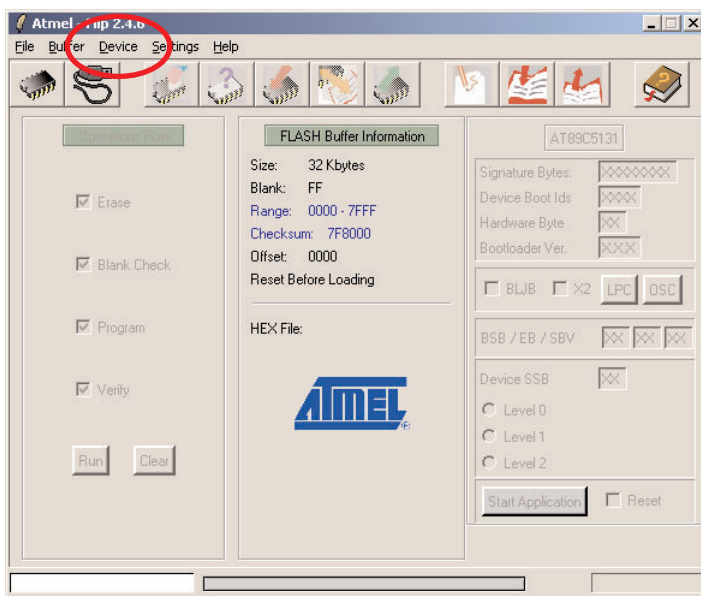 Atmel - Flip 2.4.6
File Buffer Device Settings Help
Operations Flow
Erase
Blank Check
Program
Verify
Run Clear
FLASH Buffer Information
Size: 32 Kbytes
Blank: FF
Range: 0000 - 7FFF
Checksum: 7F8000
Offset: 0000
Reset Before Loading
HEX File:
ATMEL ®
AT89C5131
Signature Bytes: XXXXXXXX
Device Boot Ids XXXX
Hardware Byte XX
Bootloader Ver. X.X.X
BLJB X2 LPC OSC
BSB / EB / SBV XX XX XX
Device SSB XX
Level 0
Level 1
Level 2
Start Application Reset